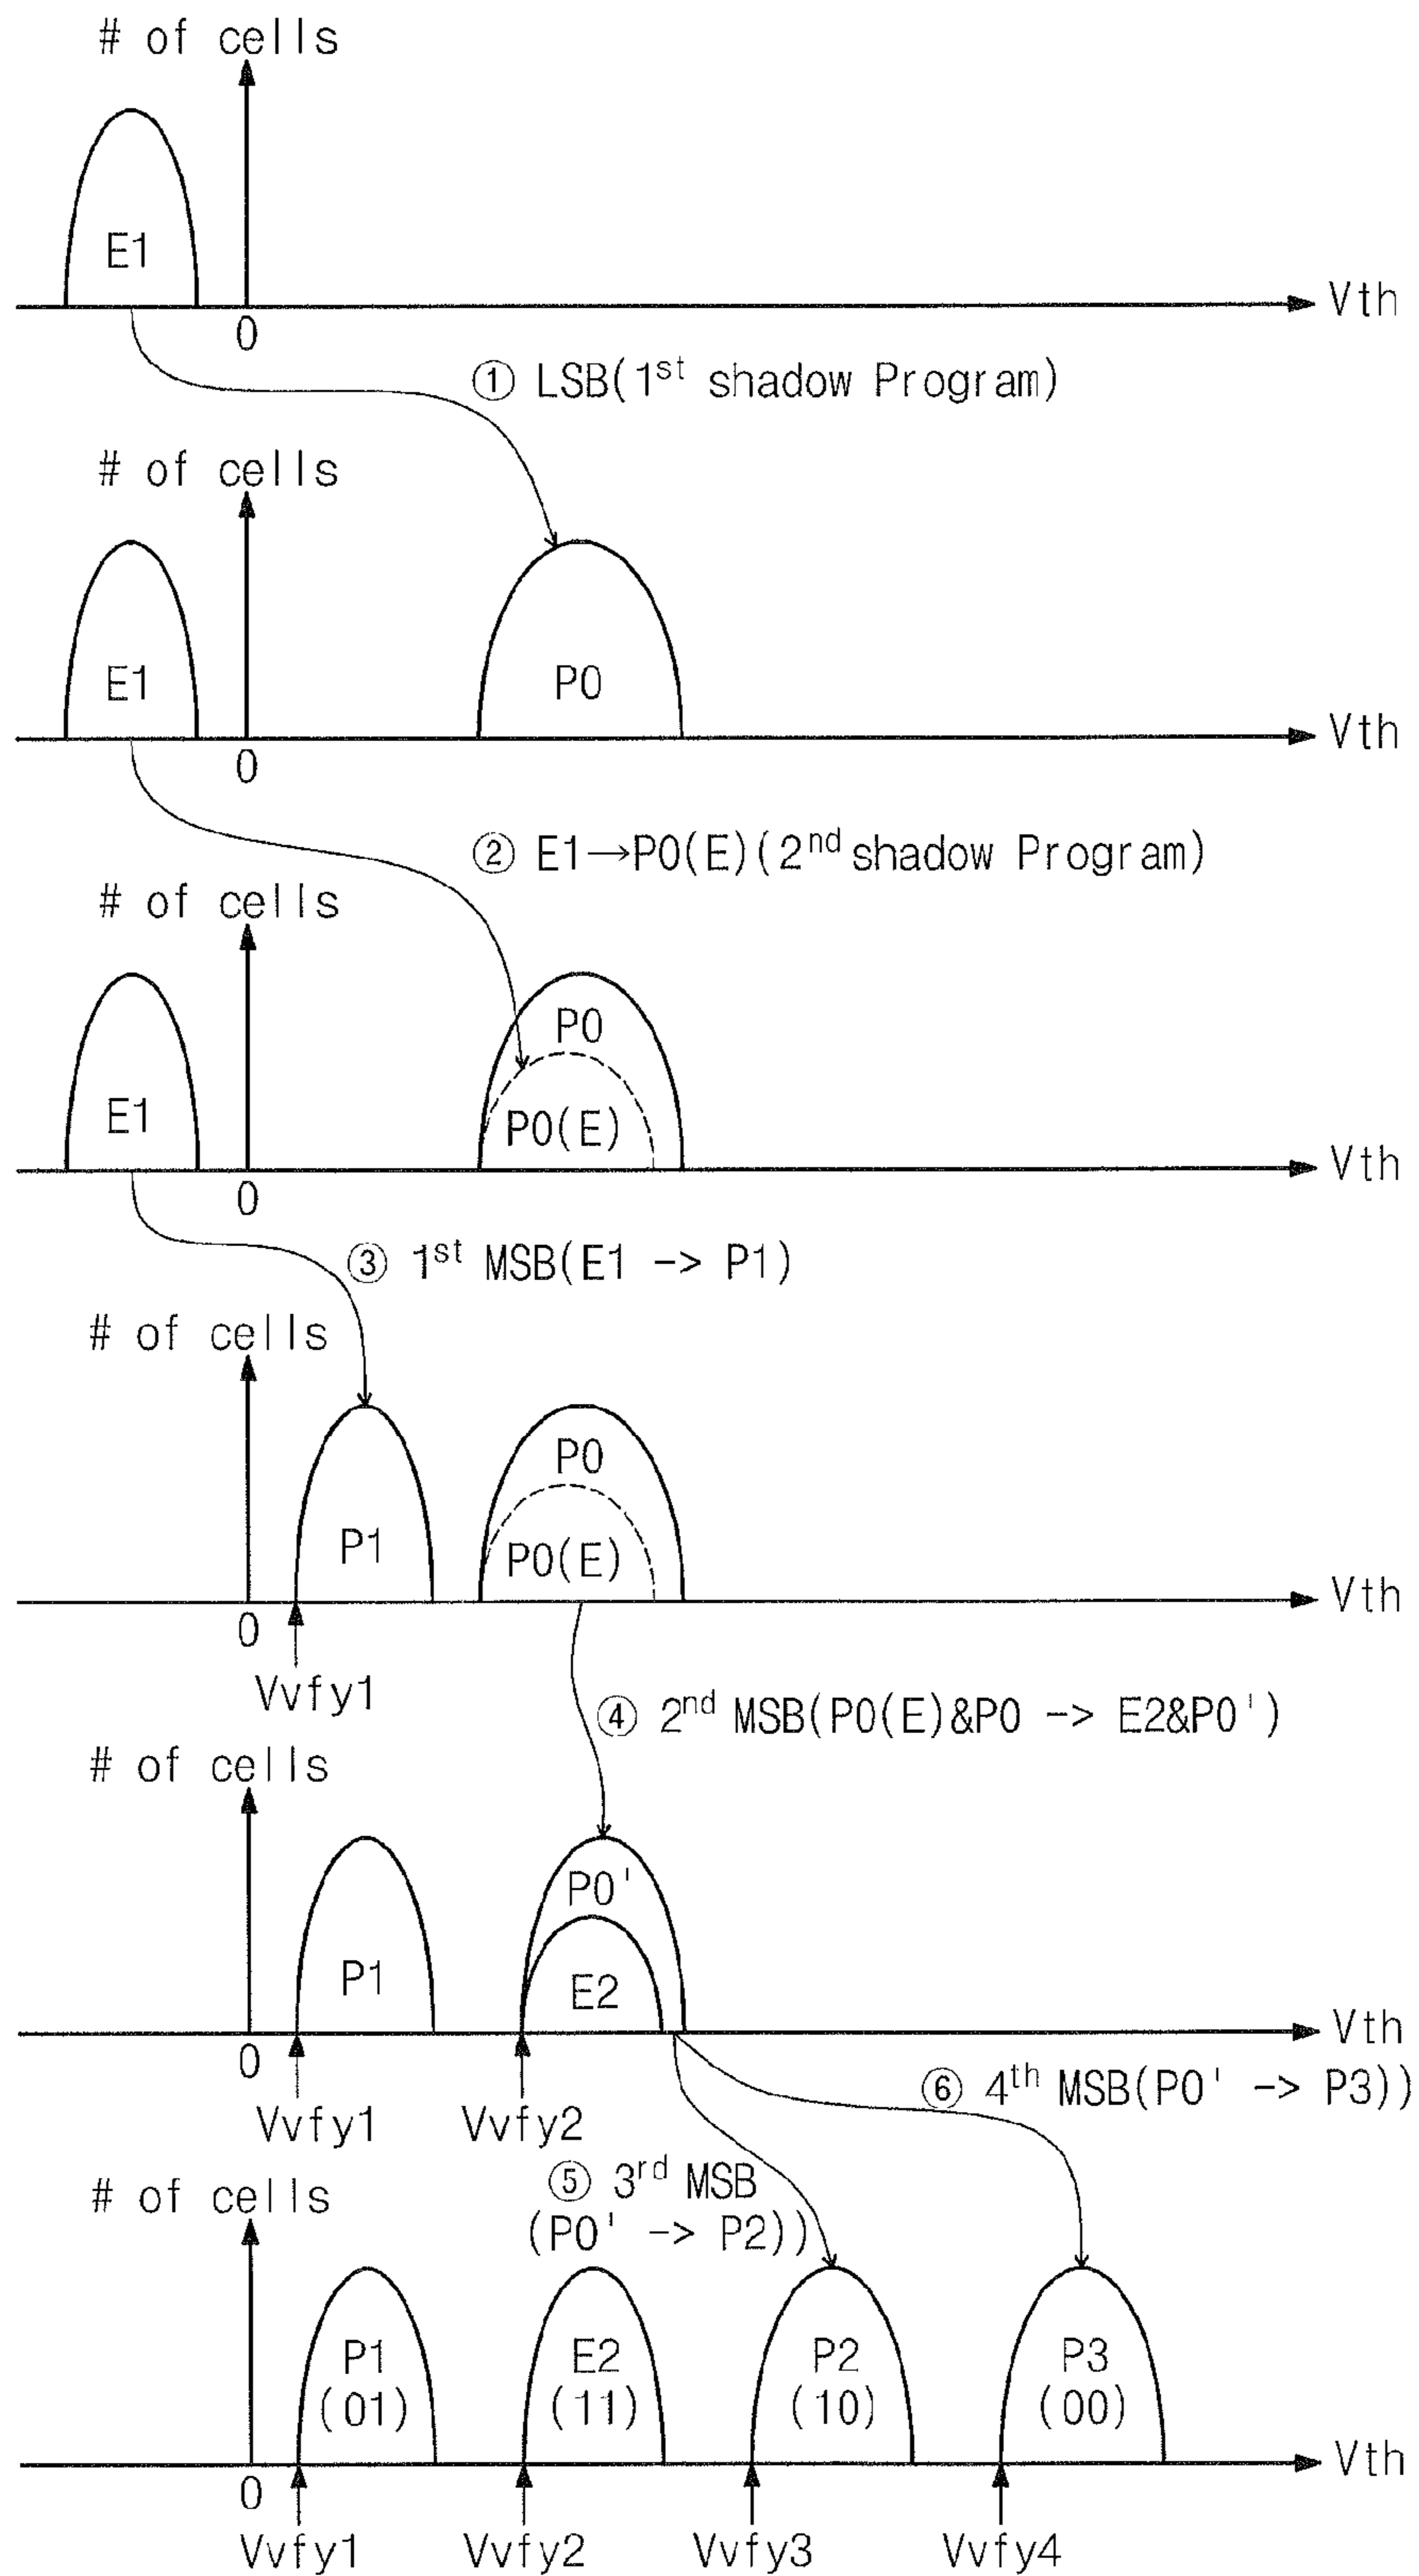 # of cells
E1
Vth
0
① LSB(1st shadow Program)
# of cells
E1
P0
Vth
0
② E1→P0(E)(2nd shadow Program)
# of cells
E1
P0
P0(E)
Vth
0
③ 1st MSB(E1 -> P1)
# of cells
P1
P0
P0(E)
Vth
0
Vvfy1
④ 2nd MSB(P0(E)&P0 -> E2&P0')
# of cells
P1
P0'
E2
Vth
0
Vvfy1
Vvfy2
⑥ 4th MSB(P0' -> P3))
⑤ 3rd MSB
(P0' -> P2))
# of cells
P1
(01)
E2
(11)
P2
(10)
P3
(00)
Vth
0
Vvfy1
Vvfy2
Vvfy3
Vvfy4